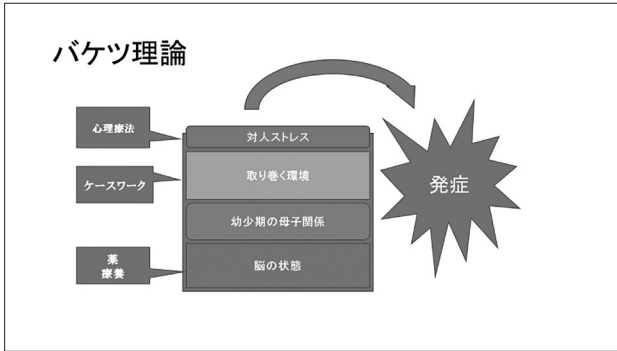 バケツ理論
心理療法
対人ストレス
ケースワーク
取り巻く環境
発症
幼少期の母子関係
薬
療養
脳の状態